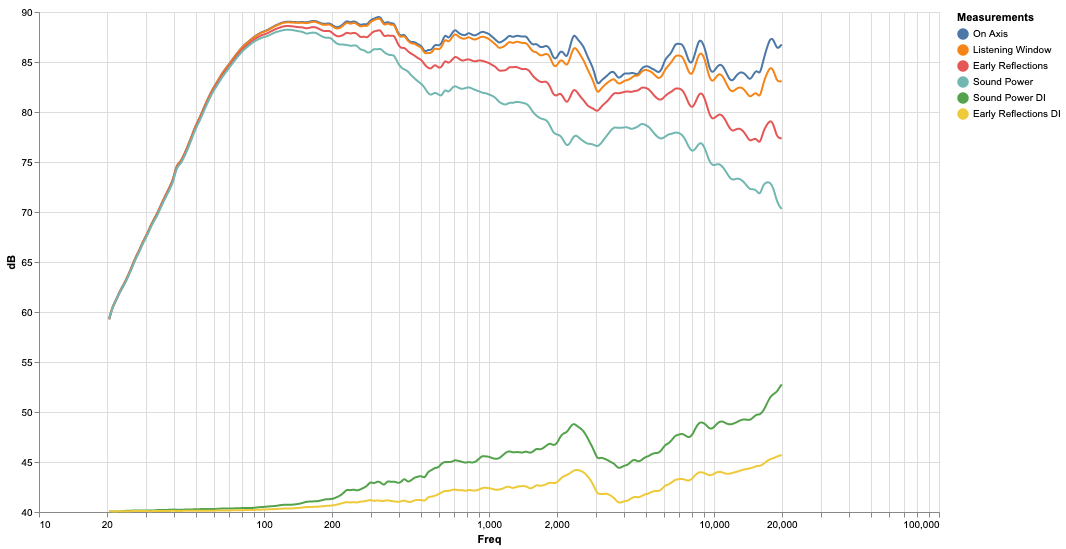 Measurements
On Axis
Listening Window
Early Reflections
Sound Power
Sound Power DI
Early Reflections DI
90
85
80
75
70
65
60
55
50
45
40
dB
10 20 100 200 1,000 2,000 10,000 20,000 100,000
Freq